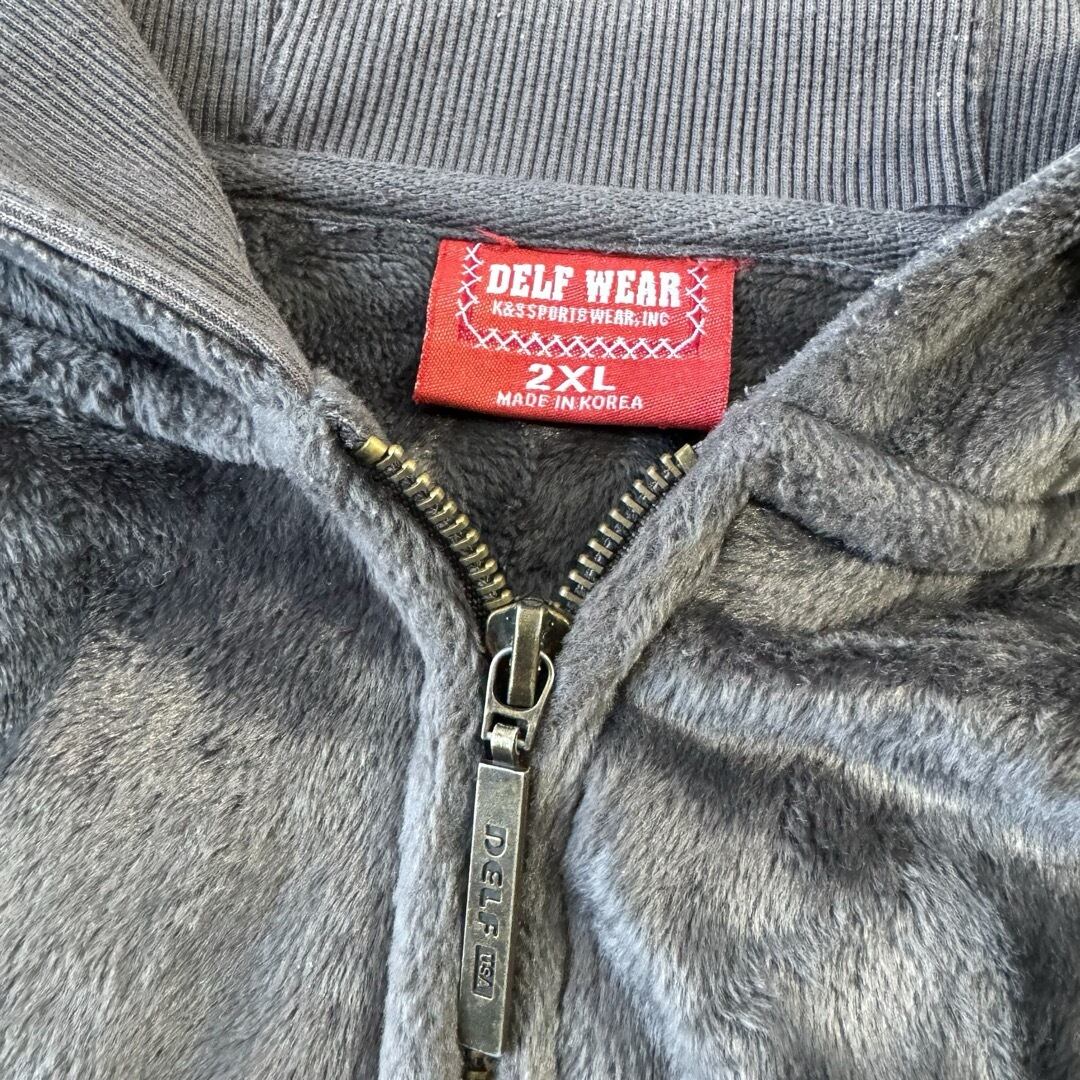 DELF WEAR
K&S SPORTSWEAR, INC
2XL
MADE IN KOREA
DELF USA